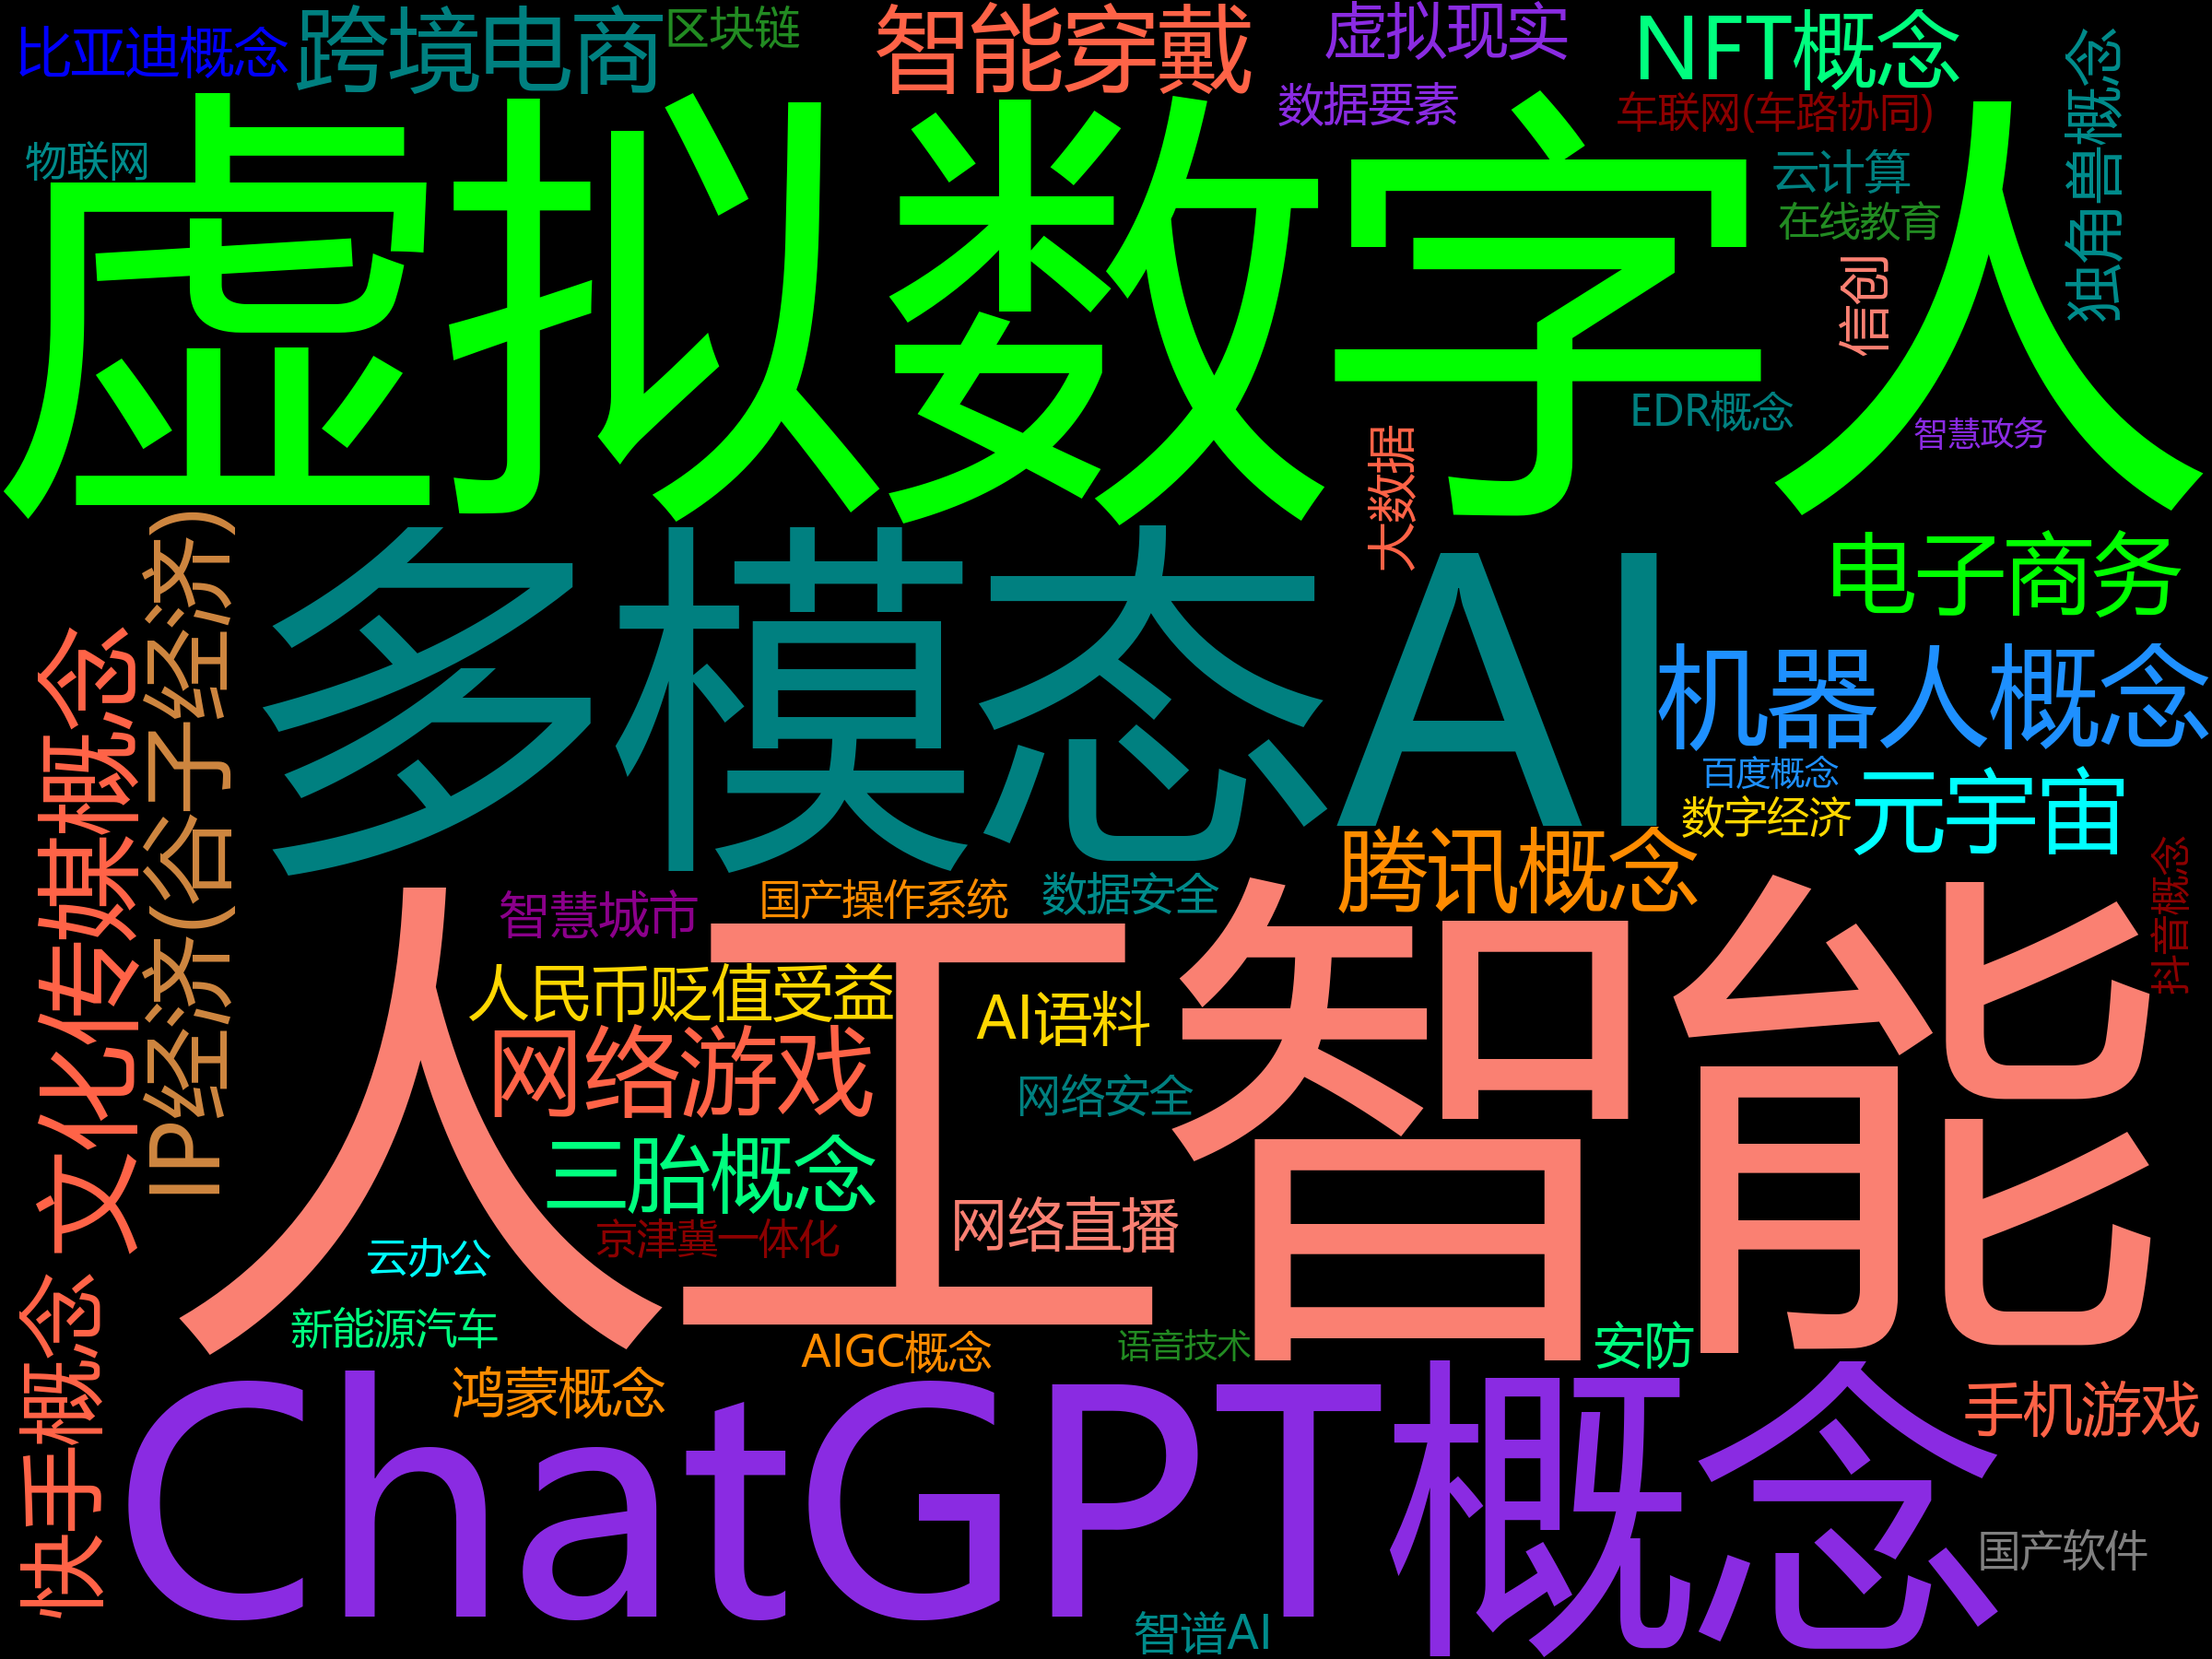 比亚迪概念
跨境电商
区块链
智能穿戴
虚拟现实
NFT概念
数据要素
车联网(车路协同)
独角兽概念
物联网
虚拟数字人
云计算
在线教育
信创
EDR概念
智慧政务
大数据
电子商务
多模态AI
机器人概念
百度概念
元宇宙
数字经济
腾讯概念
抖音概念
文化传媒概念
IP经济(谷子经济)
智慧城市
国产操作系统
数据安全
人工智能
人民币贬值受益
AI语料
网络游戏
网络安全
三胎概念
网络直播
京津冀一体化
云办公
新能源汽车
AIGC概念
语音技术
安防
快手概念
鸿蒙概念
ChatGPT概念
手机游戏
国产软件
智谱AI